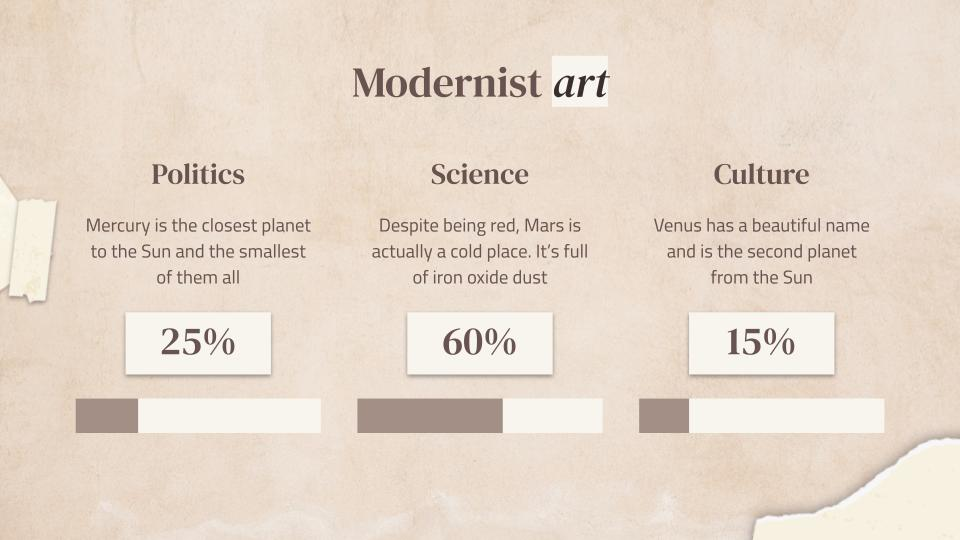 Modernist art
Politics
Mercury is the closest planet
to the Sun and the smallest
of them all
25%
Science
Despite being red, Mars is
actually a cold place. It’s full
of iron oxide dust
60%
Culture
Venus has a beautiful name
and is the second planet
from the Sun
15%